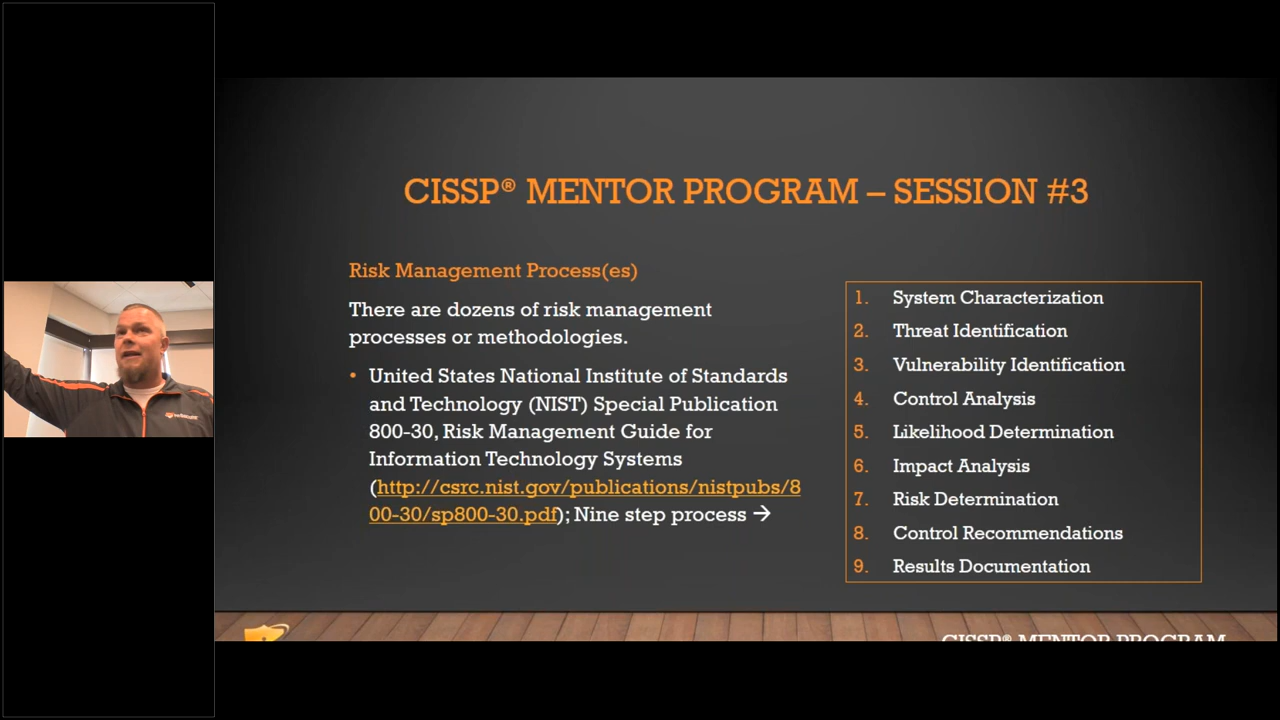 CISSP® MENTOR PROGRAM – SESSION #3
Risk Management Process(es)
There are dozens of risk management
processes or methodologies.
• United States National Institute of Standards
and Technology (NIST) Special Publication
800-30, Risk Management Guide for
Information Technology Systems
(http://csrc.nist.gov/publications/nistpubs/8
00-30/sp800-30.pdf); Nine step process →
1. System Characterization
2. Threat Identification
3. Vulnerability Identification
4. Control Analysis
5. Likelihood Determination
6. Impact Analysis
7. Risk Determination
8. Control Recommendations
9. Results Documentation
CISSP® MENTOR PROGRAM